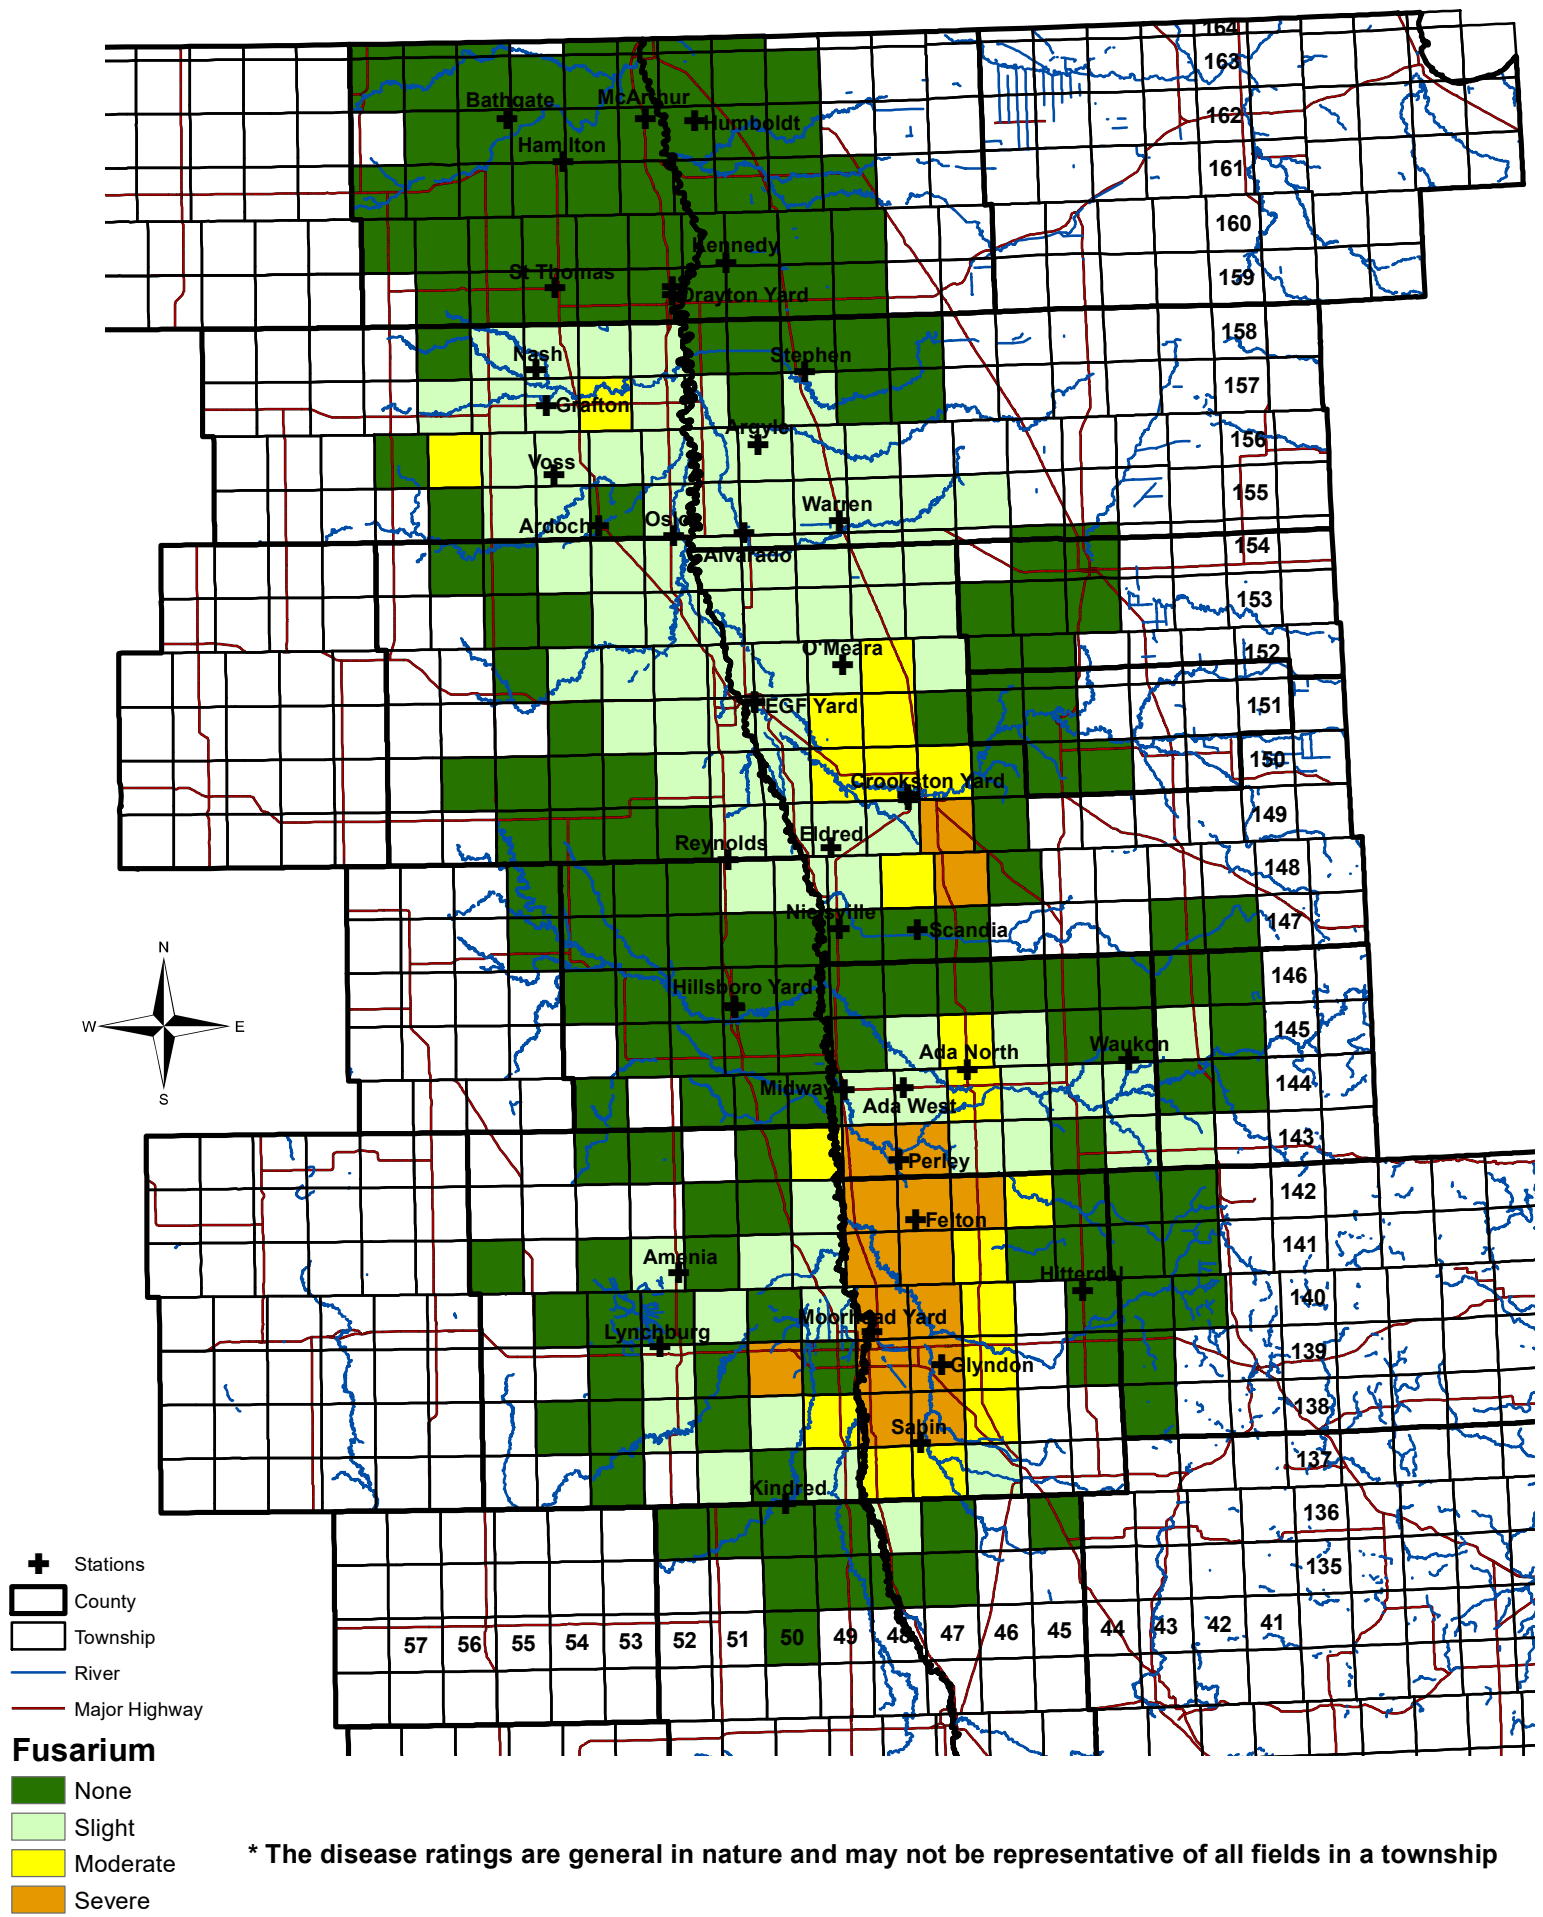 164
163
Bathgate
McArthur
Humboldt
162
Hamilton
161
160
Kennedy
St Thomas
159
Drayton Yard
158
Nash
Stephen
157
Grafton
Argyle
156
Voss
155
Warren
Ardoch
Oslo
154
Alvarado
153
O'Meara
152
EGF Yard
151
150
Crookston Yard
149
Reynolds
Eldred
148
Nielsville
147
Scandia
N
146
Hillsboro Yard
W
E
145
Ada North
Waukon
144
Midway
S
Ada West
143
Perley
142
Felton
141
Amenia
Hitterdal
140
Moorhead Yard
Lynchburg
139
Glyndon
138
Sabin
137
Kindred
136
135
Stations
County
Township
57 56 55 54 53 52 51 50 49 48 47 46 45 44 43 42 41
River
Major Highway
Fusarium
None
Slight
Moderate
Severe
* The disease ratings are general in nature and may not be representative of all fields in a township